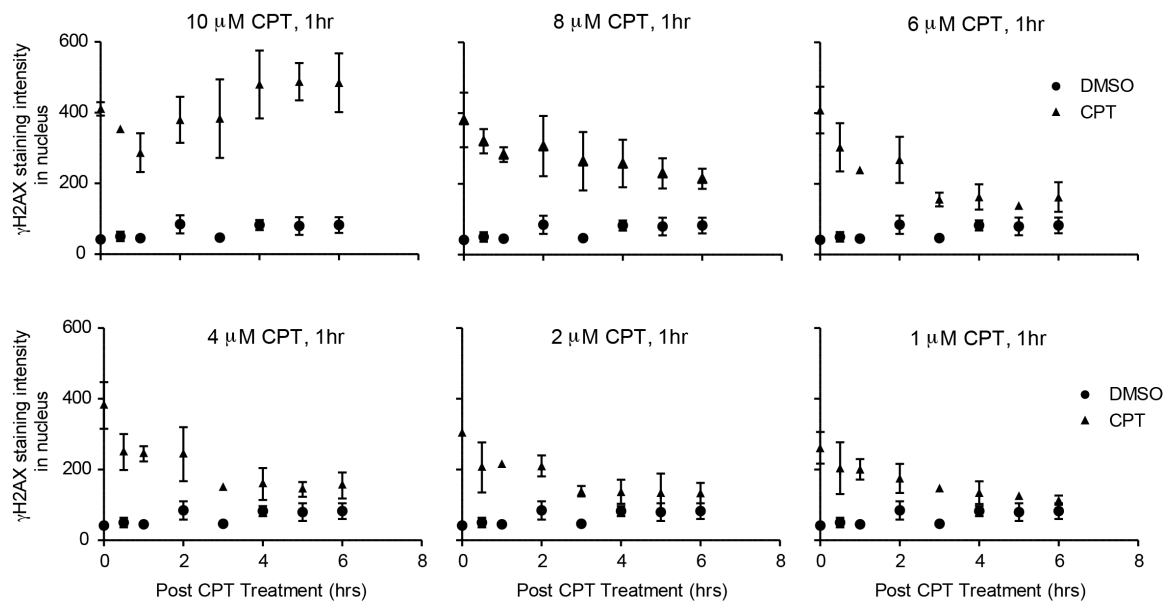 10 μM CPT, 1hr
8 μM CPT, 1hr
6 μM CPT, 1hr
γH2AX staining intensity
in nucleus
600
400
200
0
8
8
8
DMSO
CPT
4 μM CPT, 1hr
2 μM CPT, 1hr
1 μM CPT, 1hr
γH2AX staining intensity
in nucleus
600
400
200
0
DMSO
CPT
0 2 4 6 8
0 2 4 6 8
0 2 4 6 8
Post CPT Treatment (hrs)
Post CPT Treatment (hrs)
Post CPT Treatment (hrs)